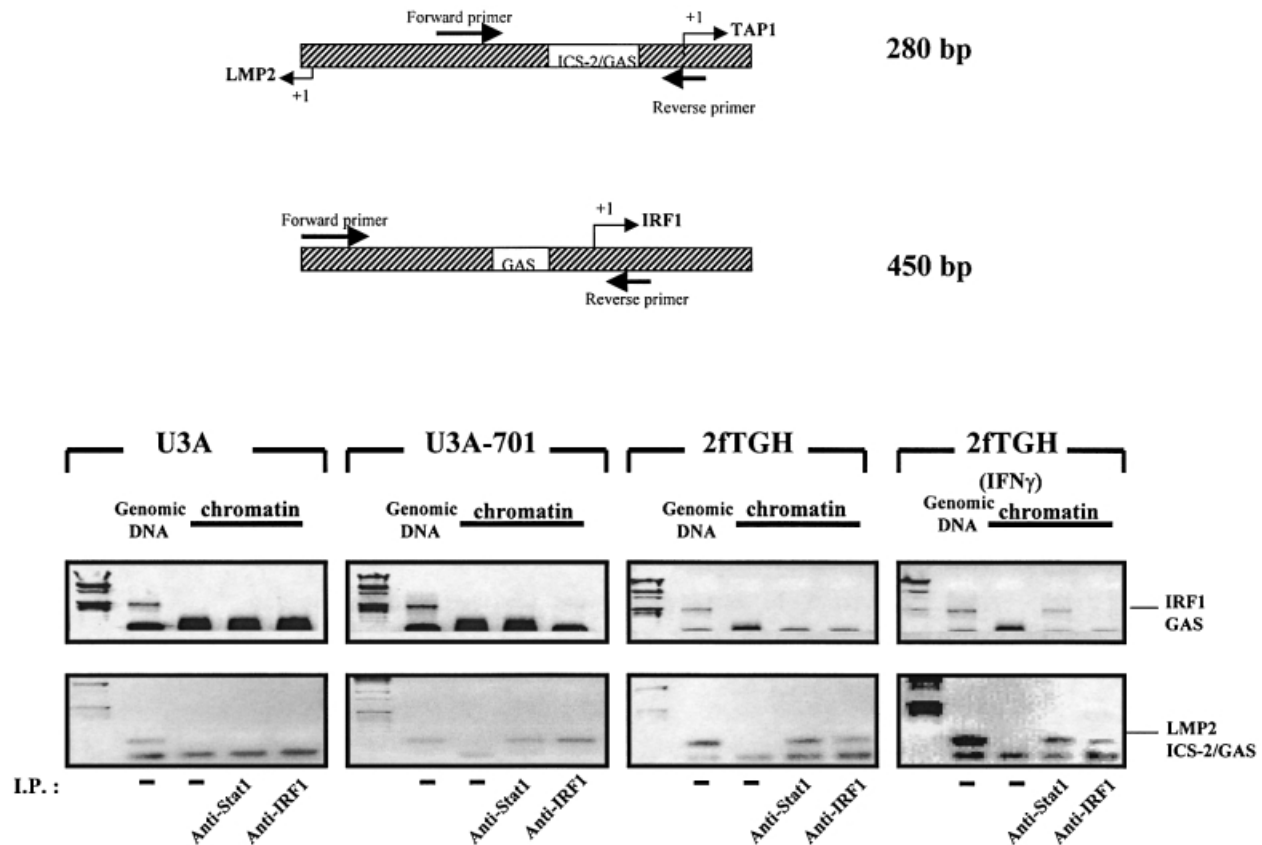 Forward primer
+1
TAP1
280 bp
ICS-2/GAS
LMP2
+1
Reverse primer
Forward primer
+1
IRF1
450 bp
GAS
Reverse primer
U3A
U3A-701
2fTGH
2fTGH
(IFNγ)
Genomic DNA
chromatin
Genomic DNA
chromatin
Genomic DNA
chromatin
Genomic DNA
chromatin
IRF1
GAS
LMP2
ICS-2/GAS
I.P. :
–
–
Anti-Stat1
Anti-IRF1
–
–
Anti-Stat1
Anti-IRF1
–
–
Anti-Stat1
Anti-IRF1
–
–
Anti-Stat1
Anti-IRF1